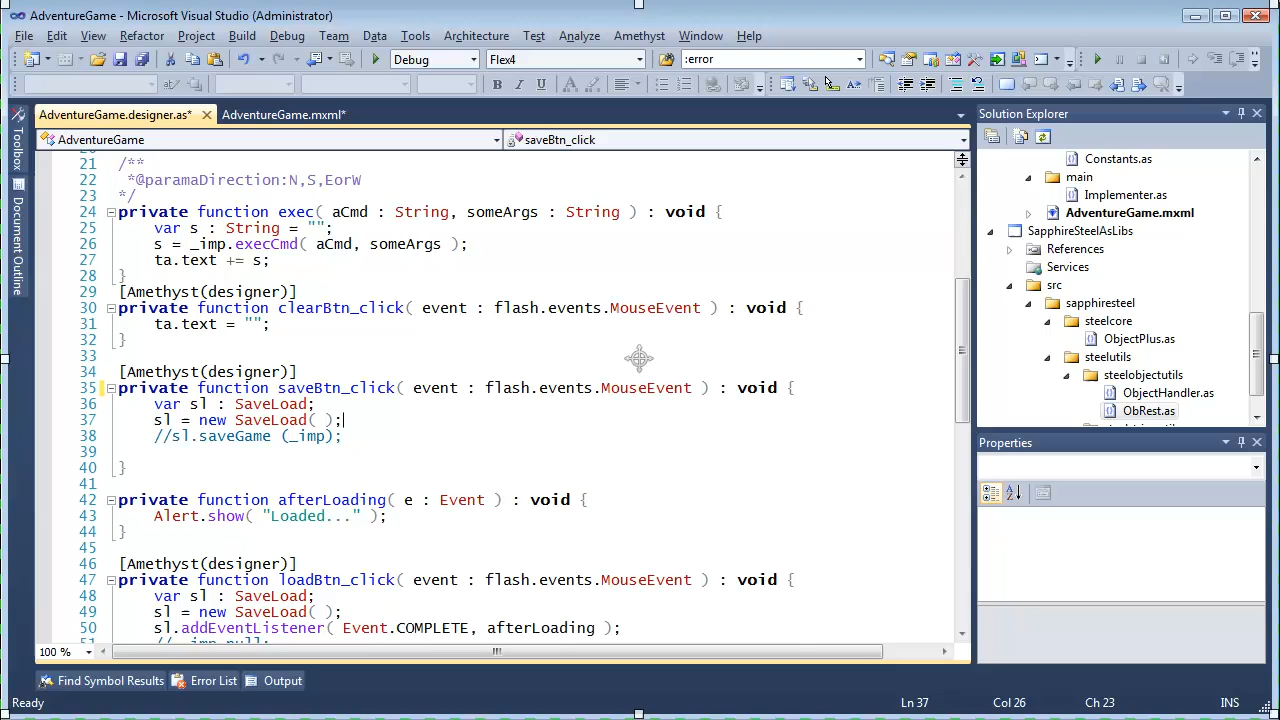 AdventureGame - Microsoft Visual Studio (Administrator)
File Edit View Refactor Project Build Debug Team Data Tools Architecture Test Analyze Amethyst Window Help
Debug Flex4 :error
AdventureGame.designer.as* AdventureGame.mxml*
AdventureGame saveBtn_click
Toolbox
Document Outline
21 /**
22 *@paramaDirection:N,S,EorW
23 */
24 private function exec( aCmd : String, someArgs : String ) : void {
25 var s : String = "";
26 s = _imp.execCmd( aCmd, someArgs );
27 ta.text += s;
28 }
29 [Amethyst(designer)]
30 private function clearBtn_click( event : flash.events.MouseEvent ) : void {
31 ta.text = "";
32 }
33
34 [Amethyst(designer)]
35 private function saveBtn_click( event : flash.events.MouseEvent ) : void {
36 var sl : SaveLoad;
37 sl = new SaveLoad( );
38 //sl.saveGame (_imp);
39
40 }
41
42 private function afterLoading( e : Event ) : void {
43 Alert.show( "Loaded..." );
44 }
45
46 [Amethyst(designer)]
47 private function loadBtn_click( event : flash.events.MouseEvent ) : void {
48 var sl : SaveLoad;
49 sl = new SaveLoad( );
50 sl.addEventListener( Event.COMPLETE, afterLoading );
100 %
Solution Explorer
Constants.as
main
Implementer.as
AdventureGame.mxml
SapphireSteelAsLibs
References
Services
src
sapphiresteel
steelcore
ObjectPlus.as
steelutils
steelobjectutils
ObjectHandler.as
ObRest.as
Properties
Find Symbol Results Error List Output
Ready Ln 37 Col 26 Ch 23 INS